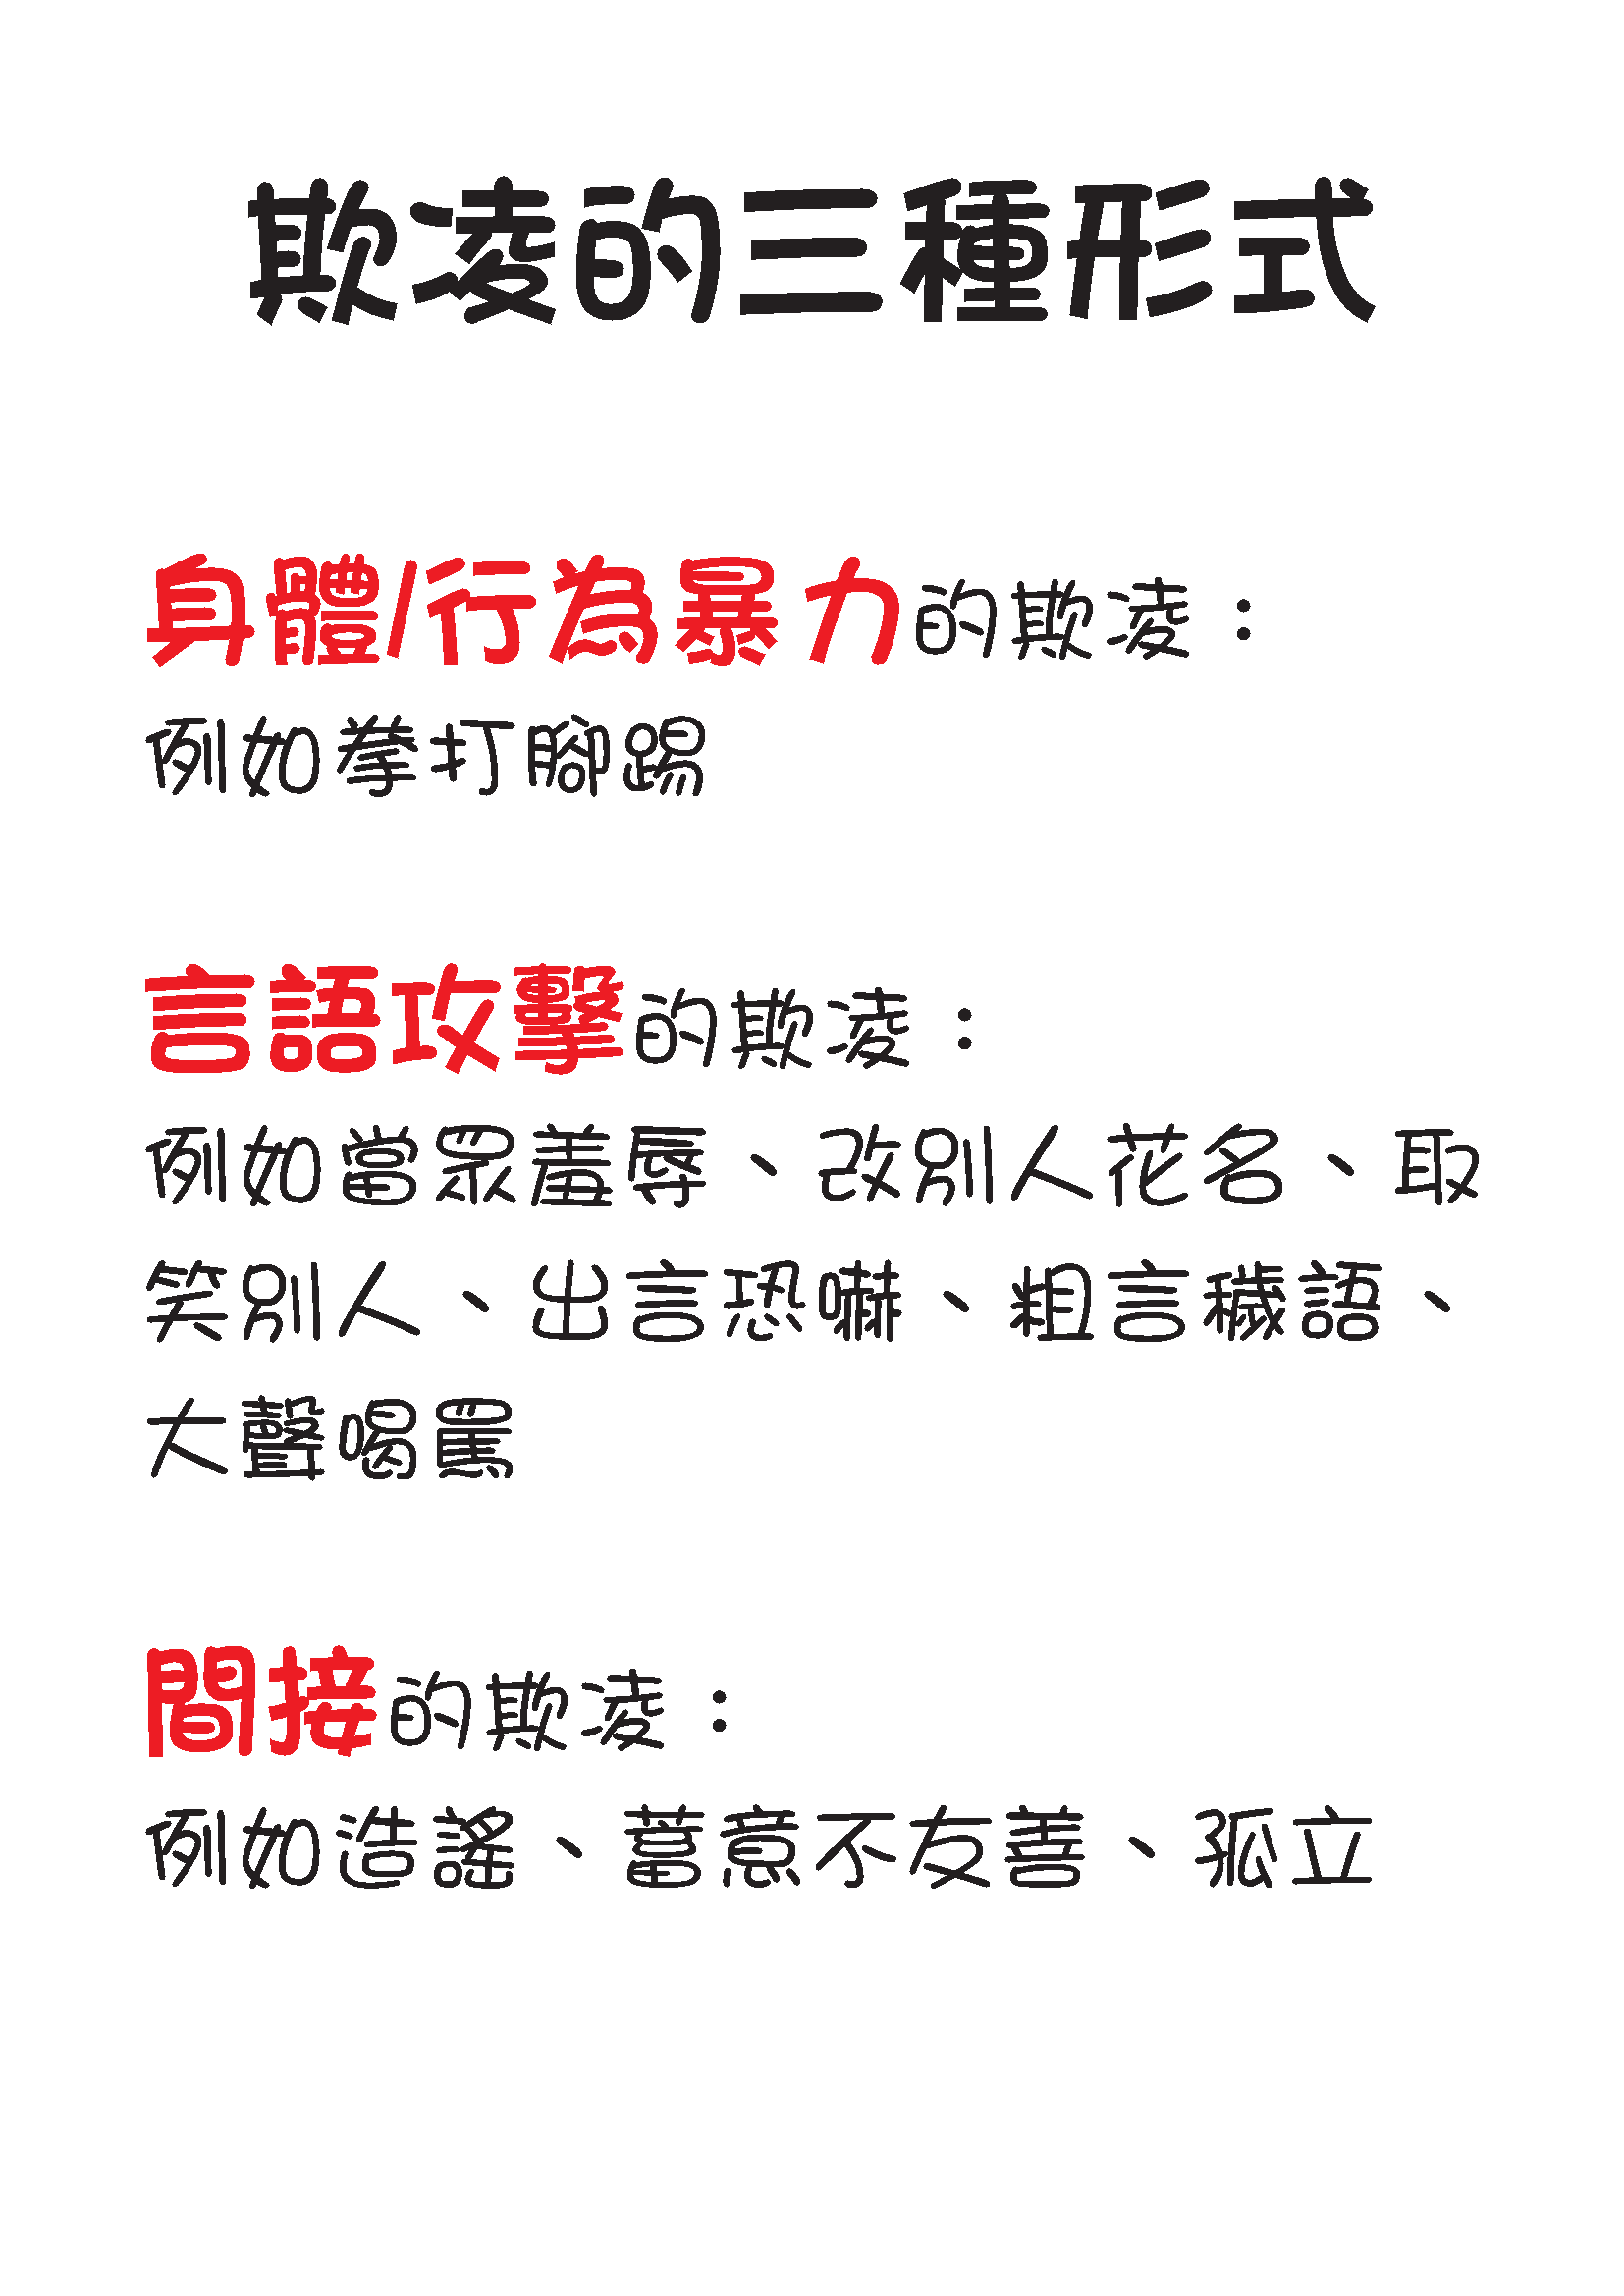 欺凌的三種形式
身體/行為暴力的欺凌：
例如拳打腳踢
言語攻擊的欺凌：
例如當眾羞辱、改別人花名、取
笑別人、出言恐嚇、粗言穢語、
大聲喝罵
間接的欺凌：
例如造謠、蓄意不友善、孤立